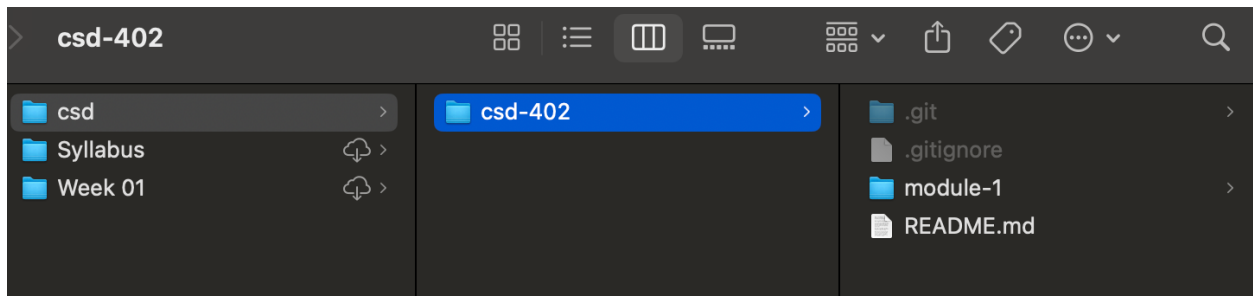 csd-402
csd
Syllabus
Week 01
csd-402
.git
.gitignore
module-1
README.md